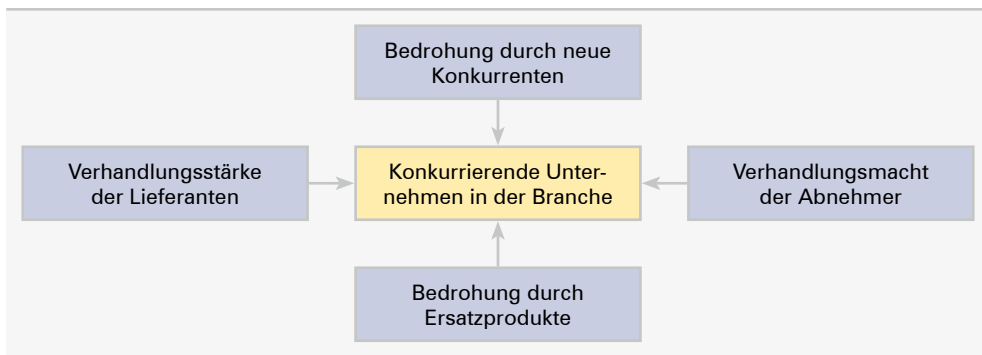 Bedrohung durch neue
Konkurrenten
Verhandlungsstärke
der Lieferanten
Konkurrierende Unter-
nehmen in der Branche
Verhandlungsmacht
der Abnehmer
Bedrohung durch
Ersatzprodukte